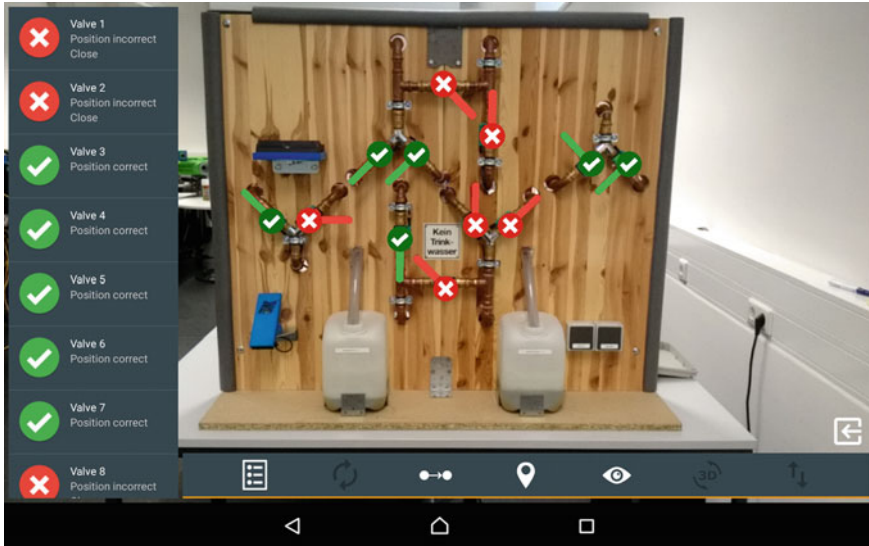 Valve 1
Position incorrect
Close
Valve 2
Position incorrect
Close
Valve 3
Position correct
Valve 4
Position correct
Valve 5
Position correct
Valve 6
Position correct
Valve 7
Position correct
Valve 8
Position incorrect
Kein
Trink-
wasser
3D